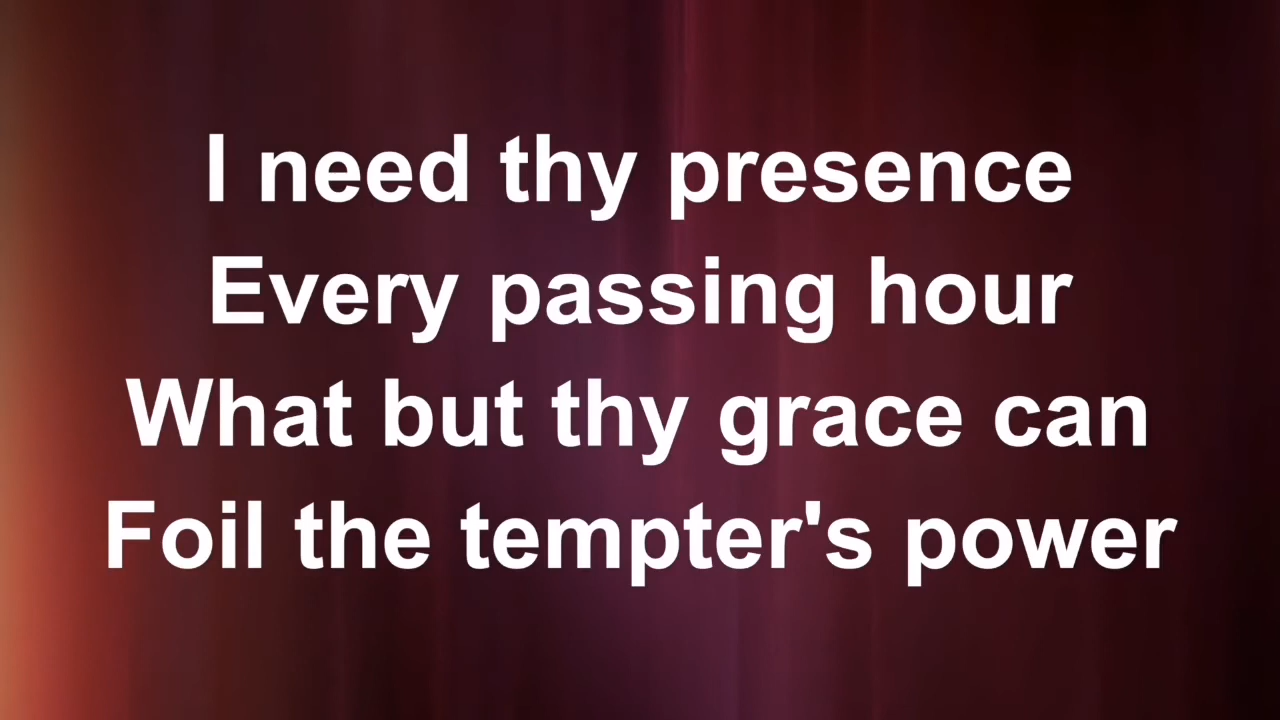 I need thy presence
Every passing hour
What but thy grace can
Foil the tempter's power